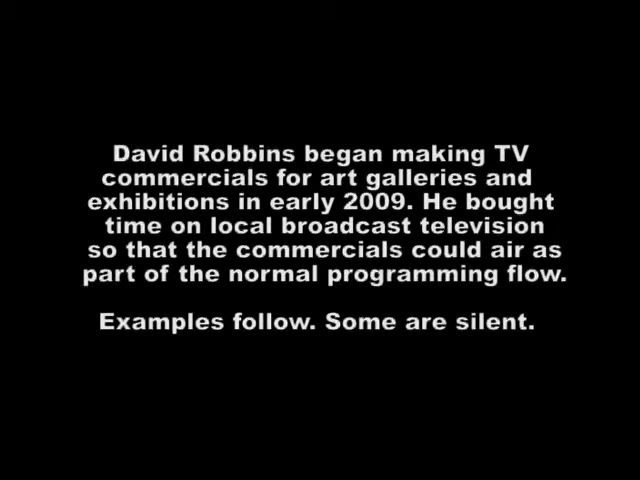 David Robbins began making TV
commercials for art galleries and
exhibitions in early 2009. He bought
time on local broadcast television
so that the commercials could air as
part of the normal programming flow.
Examples follow. Some are silent.